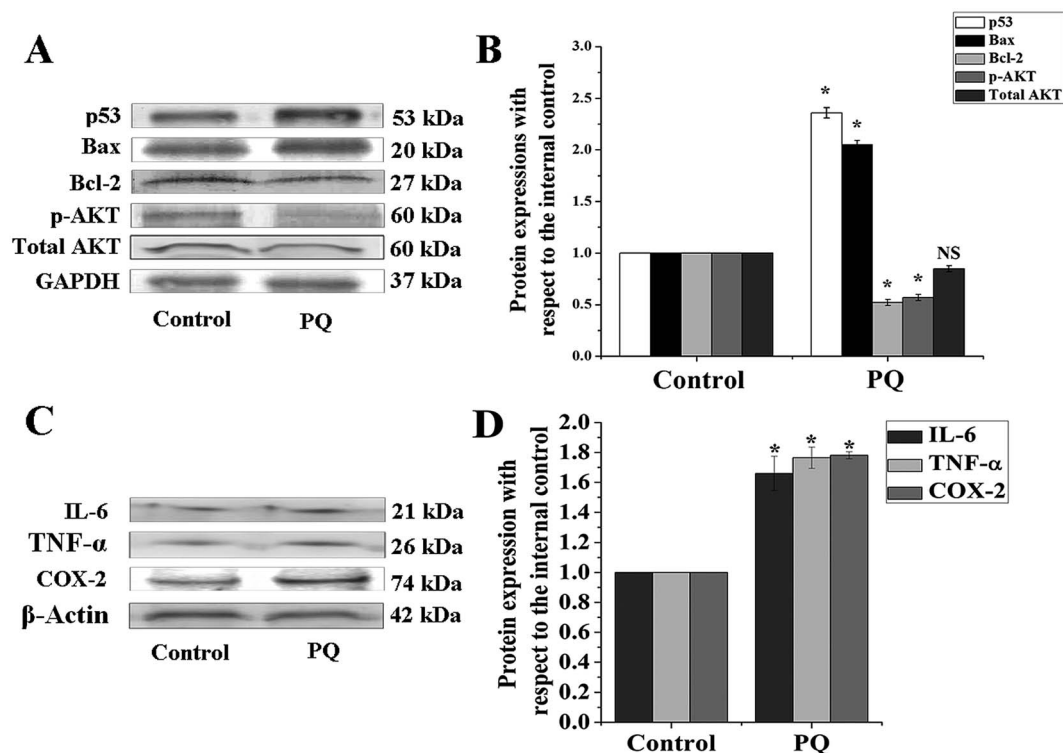 A
p53 53 kDa
Bax 20 kDa
Bcl-2 27 kDa
p-AKT 60 kDa
Total AKT 60 kDa
GAPDH 37 kDa
Control PQ
B
Protein expressions with
respect to the internal control
3.0
2.5
2.0
1.5
1.0
0.5
0.0
p53
Bax
Bcl-2
p-AKT
Total AKT
* * * * NS
Control PQ
C
IL-6 21 kDa
TNF-α 26 kDa
COX-2 74 kDa
β-Actin 42 kDa
Control PQ
D
Protein expression with
respect to the internal control
2.0
1.8
1.6
1.4
1.2
1.0
0.8
0.6
0.4
0.2
0.0
IL-6
TNF-α
COX-2
* * *
Control PQ